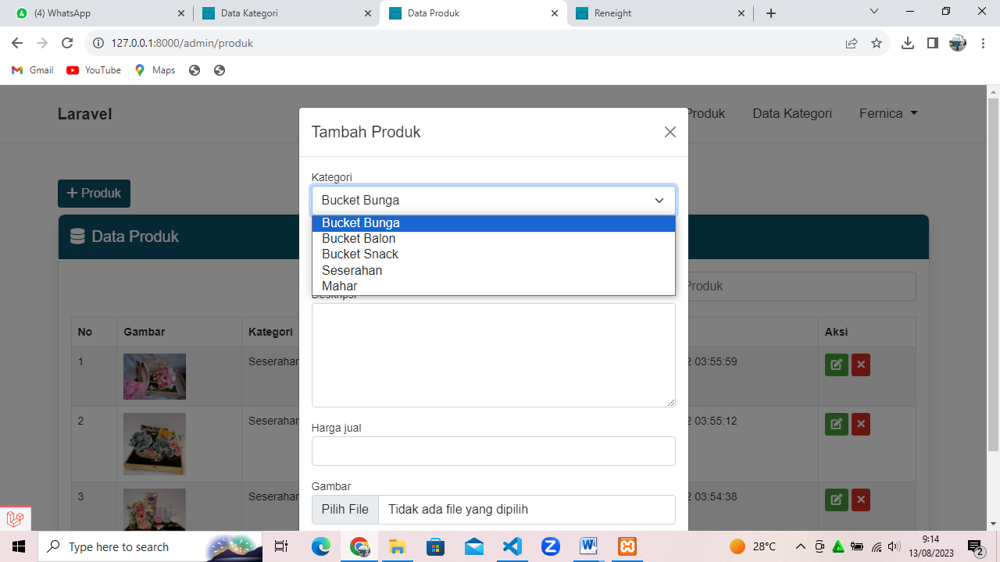 (4) WhatsApp
Data Kategori
Data Produk
Reneight
127.0.0.1:8000/admin/produk
Gmail
YouTube
Maps
Laravel
Produk
Data Kategori
Fernica
Tambah Produk
Kategori
Bucket Bunga
Bucket Bunga
Bucket Balon
Bucket Snack
Seserahan
Mahar
Deskripsi
Harga jual
Gambar
Pilih File Tidak ada file yang dipilih
+ Produk
Data Produk
Produk
No Gambar Kategori Aksi
1 Seserahan 03:55:59
2 Seserahan 03:55:12
3 Seserahan 03:54:38
Type here to search
28°C
9:14
13/08/2023
2